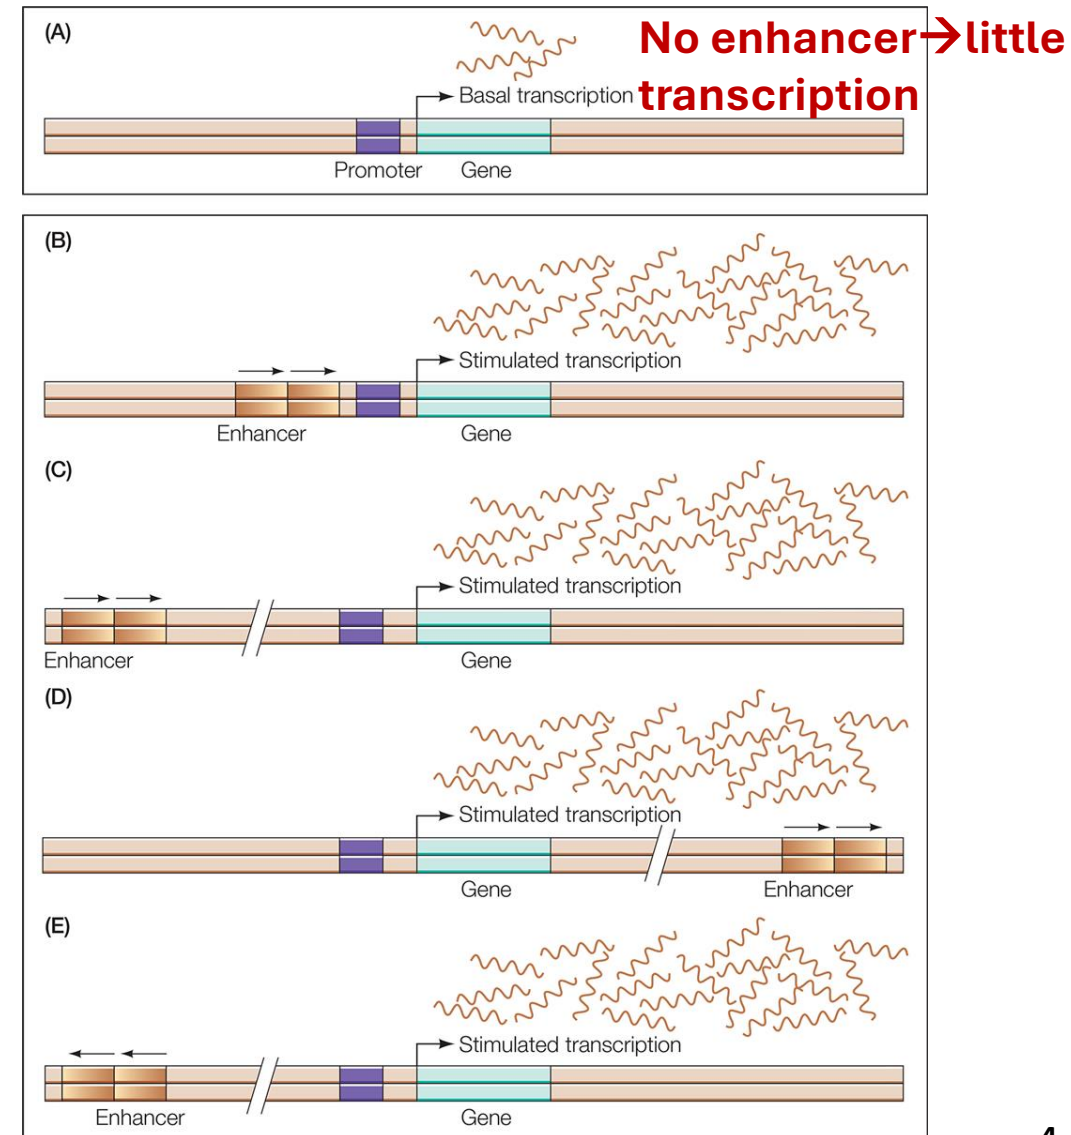 (A)
No enhancer→little
transcription
Basal transcription
Promoter Gene
(B)
Stimulated transcription
Enhancer Gene
(C)
Stimulated transcription
Enhancer Gene
(D)
Stimulated transcription
Gene Enhancer
(E)
Stimulated transcription
Enhancer Gene